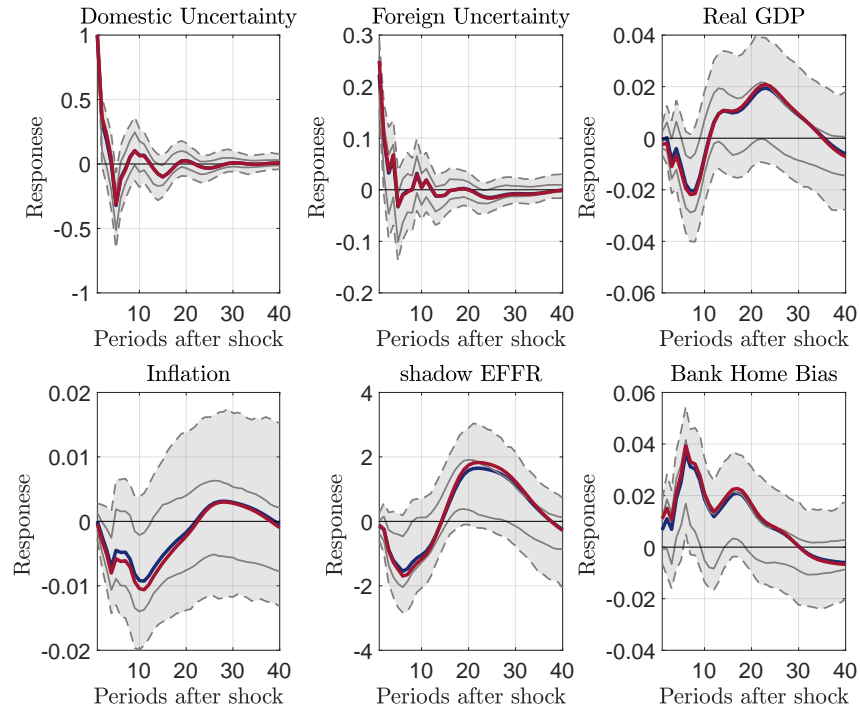 Domestic Uncertainty
Foreign Uncertainty
Real GDP
1
0.5
0
-0.5
-1
Responese
10 20 30 40
Periods after shock
0.3
0.2
0.1
0
-0.1
-0.2
Responese
10 20 30 40
Periods after shock
0.04
0.02
0
-0.02
-0.04
-0.06
Responese
10 20 30 40
Periods after shock
Inflation
shadow EFFR
Bank Home Bias
0.02
0.01
0
-0.01
-0.02
Responese
10 20 30 40
Periods after shock
4
2
0
-2
-4
Responese
10 20 30 40
Periods after shock
0.06
0.04
0.02
0
-0.02
-0.04
Responese
10 20 30 40
Periods after shock